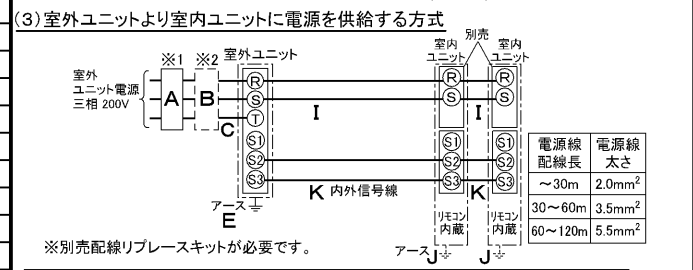 (3)室外ユニットより室内ユニットに電源を供給する方式
※1 ※2 室外ユニット
別売
室内
ユニット
室内
ユニット
室外
ユニット電源
三相 200V
A
B
C
R
S
T
S1
S2
S3
I
R
S
S1
S2
S3
I
R
S
S1
S2
S3
K 内外信号線
K
アース
E
リモコン
内蔵
リモコン
内蔵
アース J
J
電源線
配線長
電源線
太さ
～30m 2.0mm²
30～60m 3.5mm²
60～120m 5.5mm²
※別売配線リプレースキットが必要です。